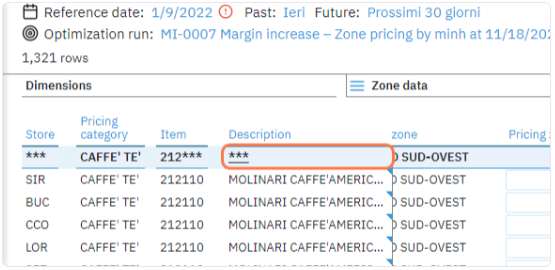 Reference date: 1/9/2022 Past: Ieri Future: Prossimi 30 giorni
Optimization run: MI-0007 Margin increase – Zone pricing by minh at 11/18/202
1,321 rows
Dimensions Zone data
Store Pricing category Item Description zone Pricing
*** CAFFE' TE' 212*** *** SUD-OVEST
SIR CAFFE' TE' 212110 MOLINARI CAFFE'AMERIC... SUD-OVEST
BUC CAFFE' TE' 212110 MOLINARI CAFFE'AMERIC... SUD-OVEST
CCO CAFFE' TE' 212110 MOLINARI CAFFE'AMERIC... SUD-OVEST
LOR CAFFE' TE' 212110 MOLINARI CAFFE'AMERIC... SUD-OVEST